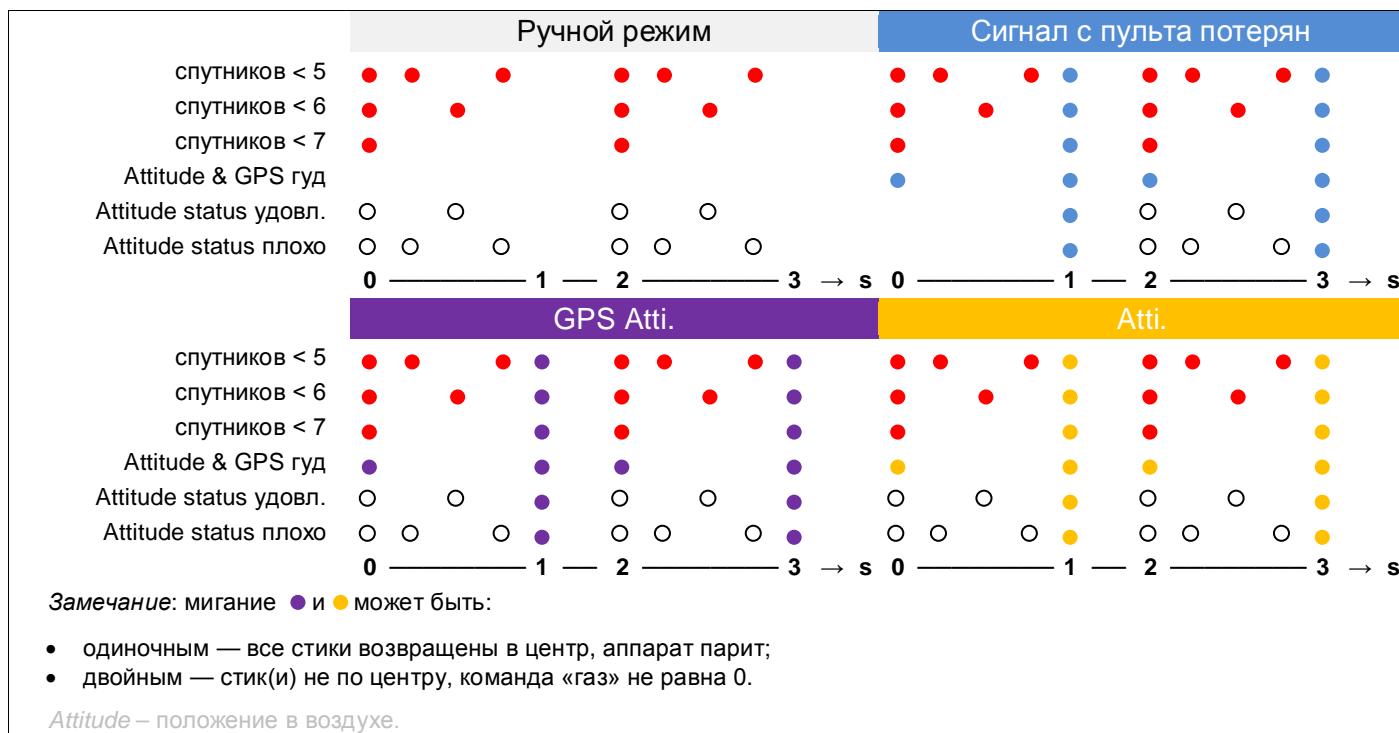 Ручной режим Сигнал с пульта потерян
спутников < 5
спутников < 6
спутников < 7
Attitude & GPS гуд
Attitude status удовл.
Attitude status плохо
0 1 2 3 → s 0 1 2 3 → s
GPS Atti. Atti.
спутников < 5
спутников < 6
спутников < 7
Attitude & GPS гуд
Attitude status удовл.
Attitude status плохо
0 1 2 3 → s 0 1 2 3 → s
Замечание: мигание ● и ● может быть:
• одиночным — все стики возвращены в центр, аппарат парит;
• двойным — стик(и) не по центру, команда «газ» не равна 0.
Attitude – положение в воздухе.